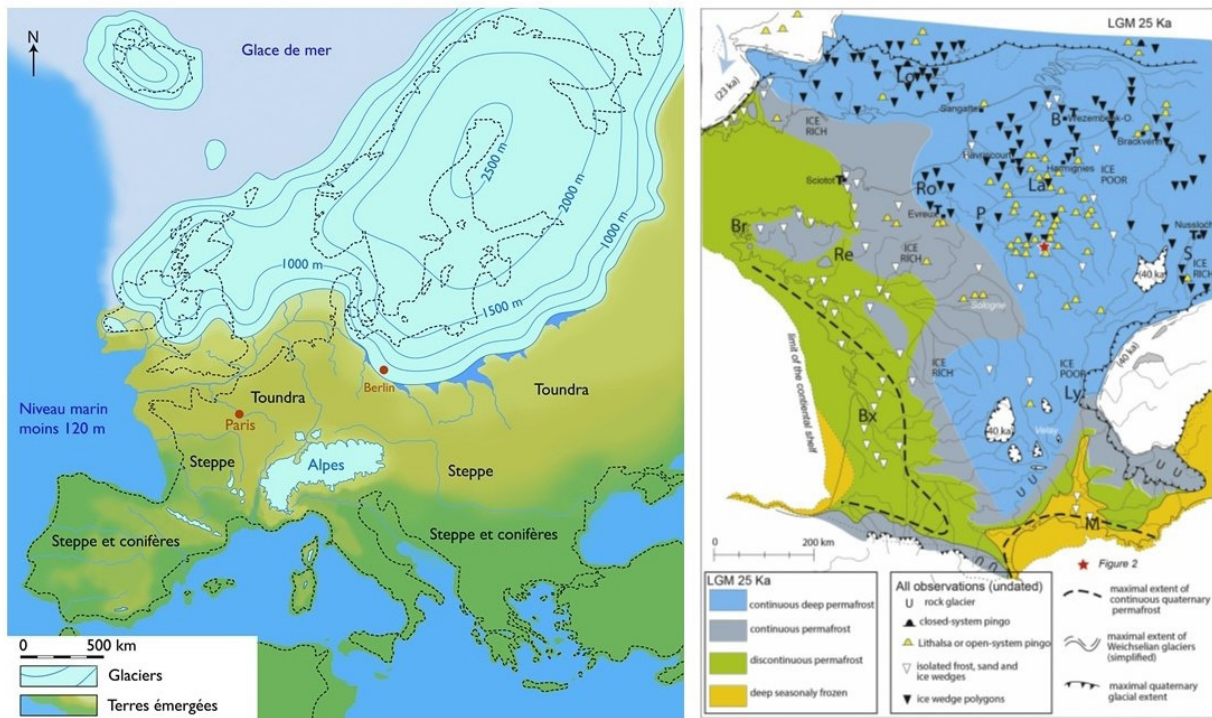 N
Glace de mer
2500 m
2000 m
1000 m
1000 m
1500 m
Berlin
Toundra
Toundra
Niveau marin
moins 120 m
Paris
Steppe
Alpes
Steppe
Steppe et conifères
Steppe et conifères
0 500 km
Glaciers
Terres émergées
LGM 25 Ka
(23 ka)
ICE
RICH
Sangatte
B
T
Wezembeek-O.
Brackvenn
Havrincourt
T
Harmignies
ICE
POOR
Sciotot
T
Ro
La
T
Evreux
P
Nussloch
T
S
ICE
RICH
Br
Re
ICE
RICH
(40 ka)
Sologne
limit of the contiental shelf
ICE
RICH
ICE
POOR
(40 ka)
Ly
Bx
40 ka)
Velay
U U
U U
M
0 200 km
Figure 2
LGM 25 Ka
continuous deep permafrost
continuous permafrost
discontinuous permafrost
deep seasonaly frozen
All observations (undated)
U rock glacier
closed-system pingo
Lithalsa or open-system pingo
isolated frost, sand and
ice wedges
ice wedge polygons
maximal extent of
continuous quaternary
permafrost
maximal extent of
Weichselian glaciers
(simplified)
maximal quaternary
glacial extent